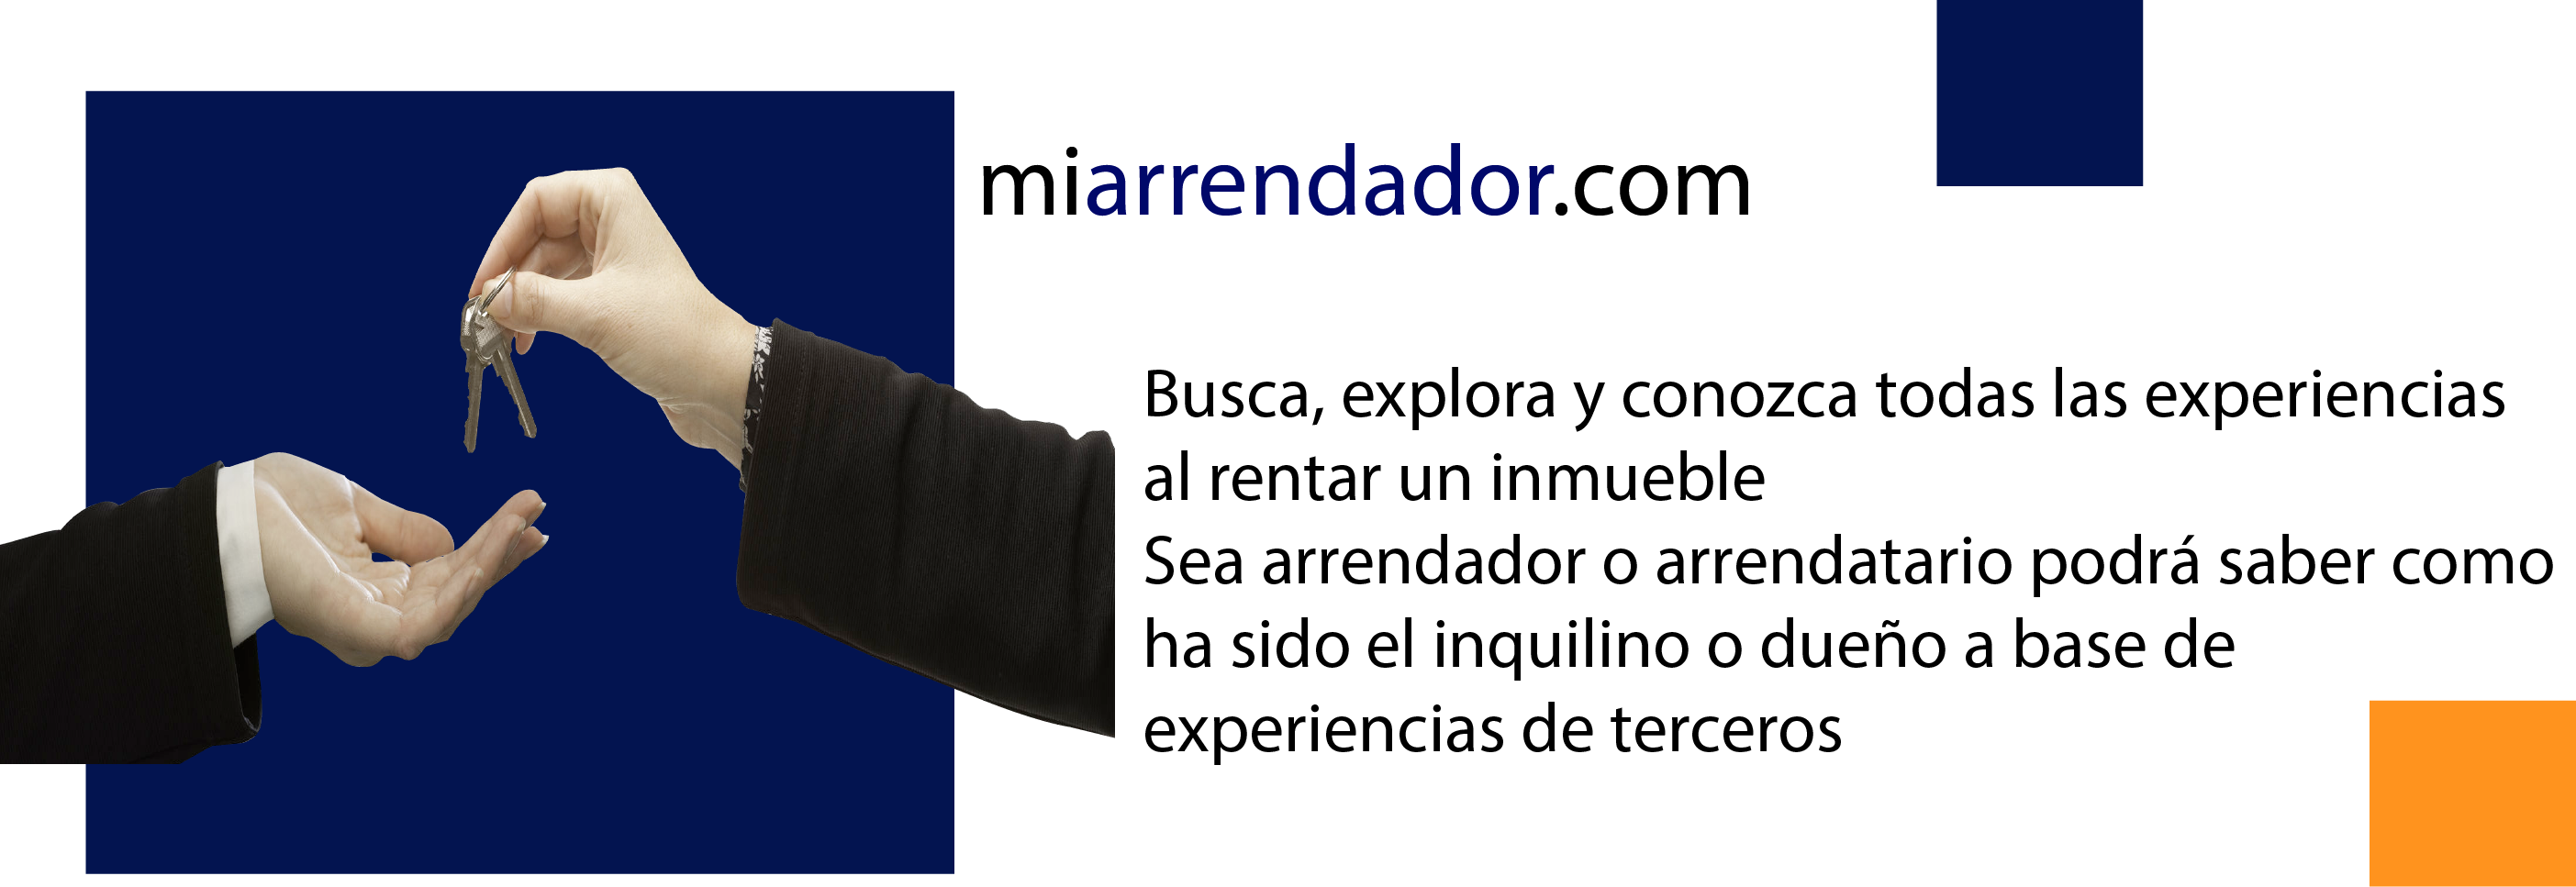 miarrendador.com
Busca, explora y conozca todas las experiencias
al rentar un inmueble
Sea arrendador o arrendatario podrá saber como
ha sido el inquilino o dueño a base de
experiencias de terceros